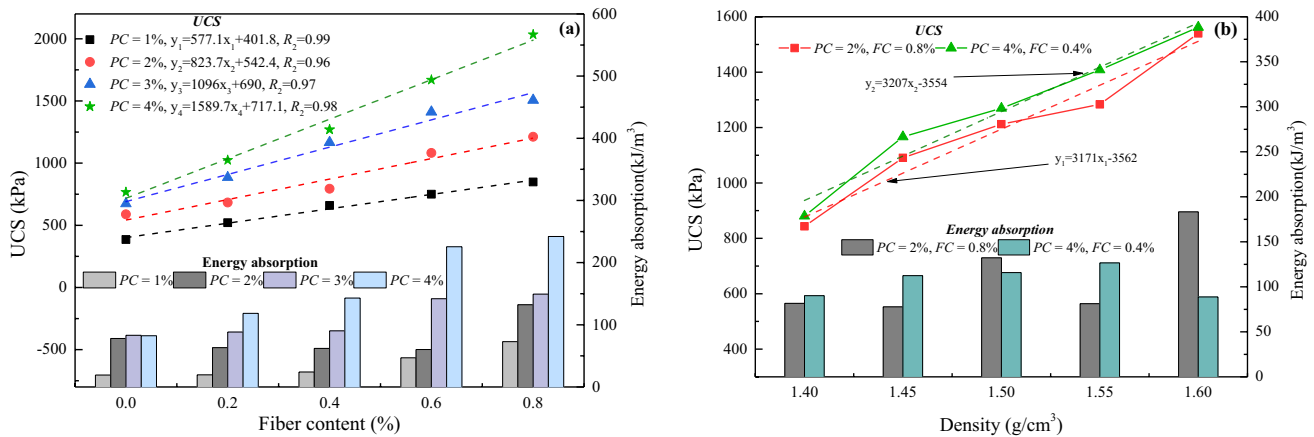 UCS
(a)
PC = 1%, y1=577.1x1+401.8, R2=0.99
PC = 2%, y2=823.7x2+542.4, R2=0.96
PC = 3%, y3=1096x3+690, R2=0.97
PC = 4%, y4=1589.7x4+717.1, R2=0.98
Energy absorption
PC = 1% PC = 2% PC = 3% PC = 4%
2000
1500
1000
500
0
-500
UCS (kPa)
600
500
400
300
200
100
0
Energy absorption(kJ/m³)
0.0 0.2 0.4 0.6 0.8
Fiber content (%)
UCS
(b)
PC = 2%, FC = 0.8% PC = 4%, FC = 0.4%
y2=3207x2-3554
y1=3171x1-3562
Energy absorption
PC = 2%, FC = 0.8% PC = 4%, FC = 0.4%
1600
1400
1200
1000
800
600
400
UCS (kPa)
400
350
300
250
200
150
100
50
0
Energy absorption(kJ/m³)
1.40 1.45 1.50 1.55 1.60
Density (g/cm³)